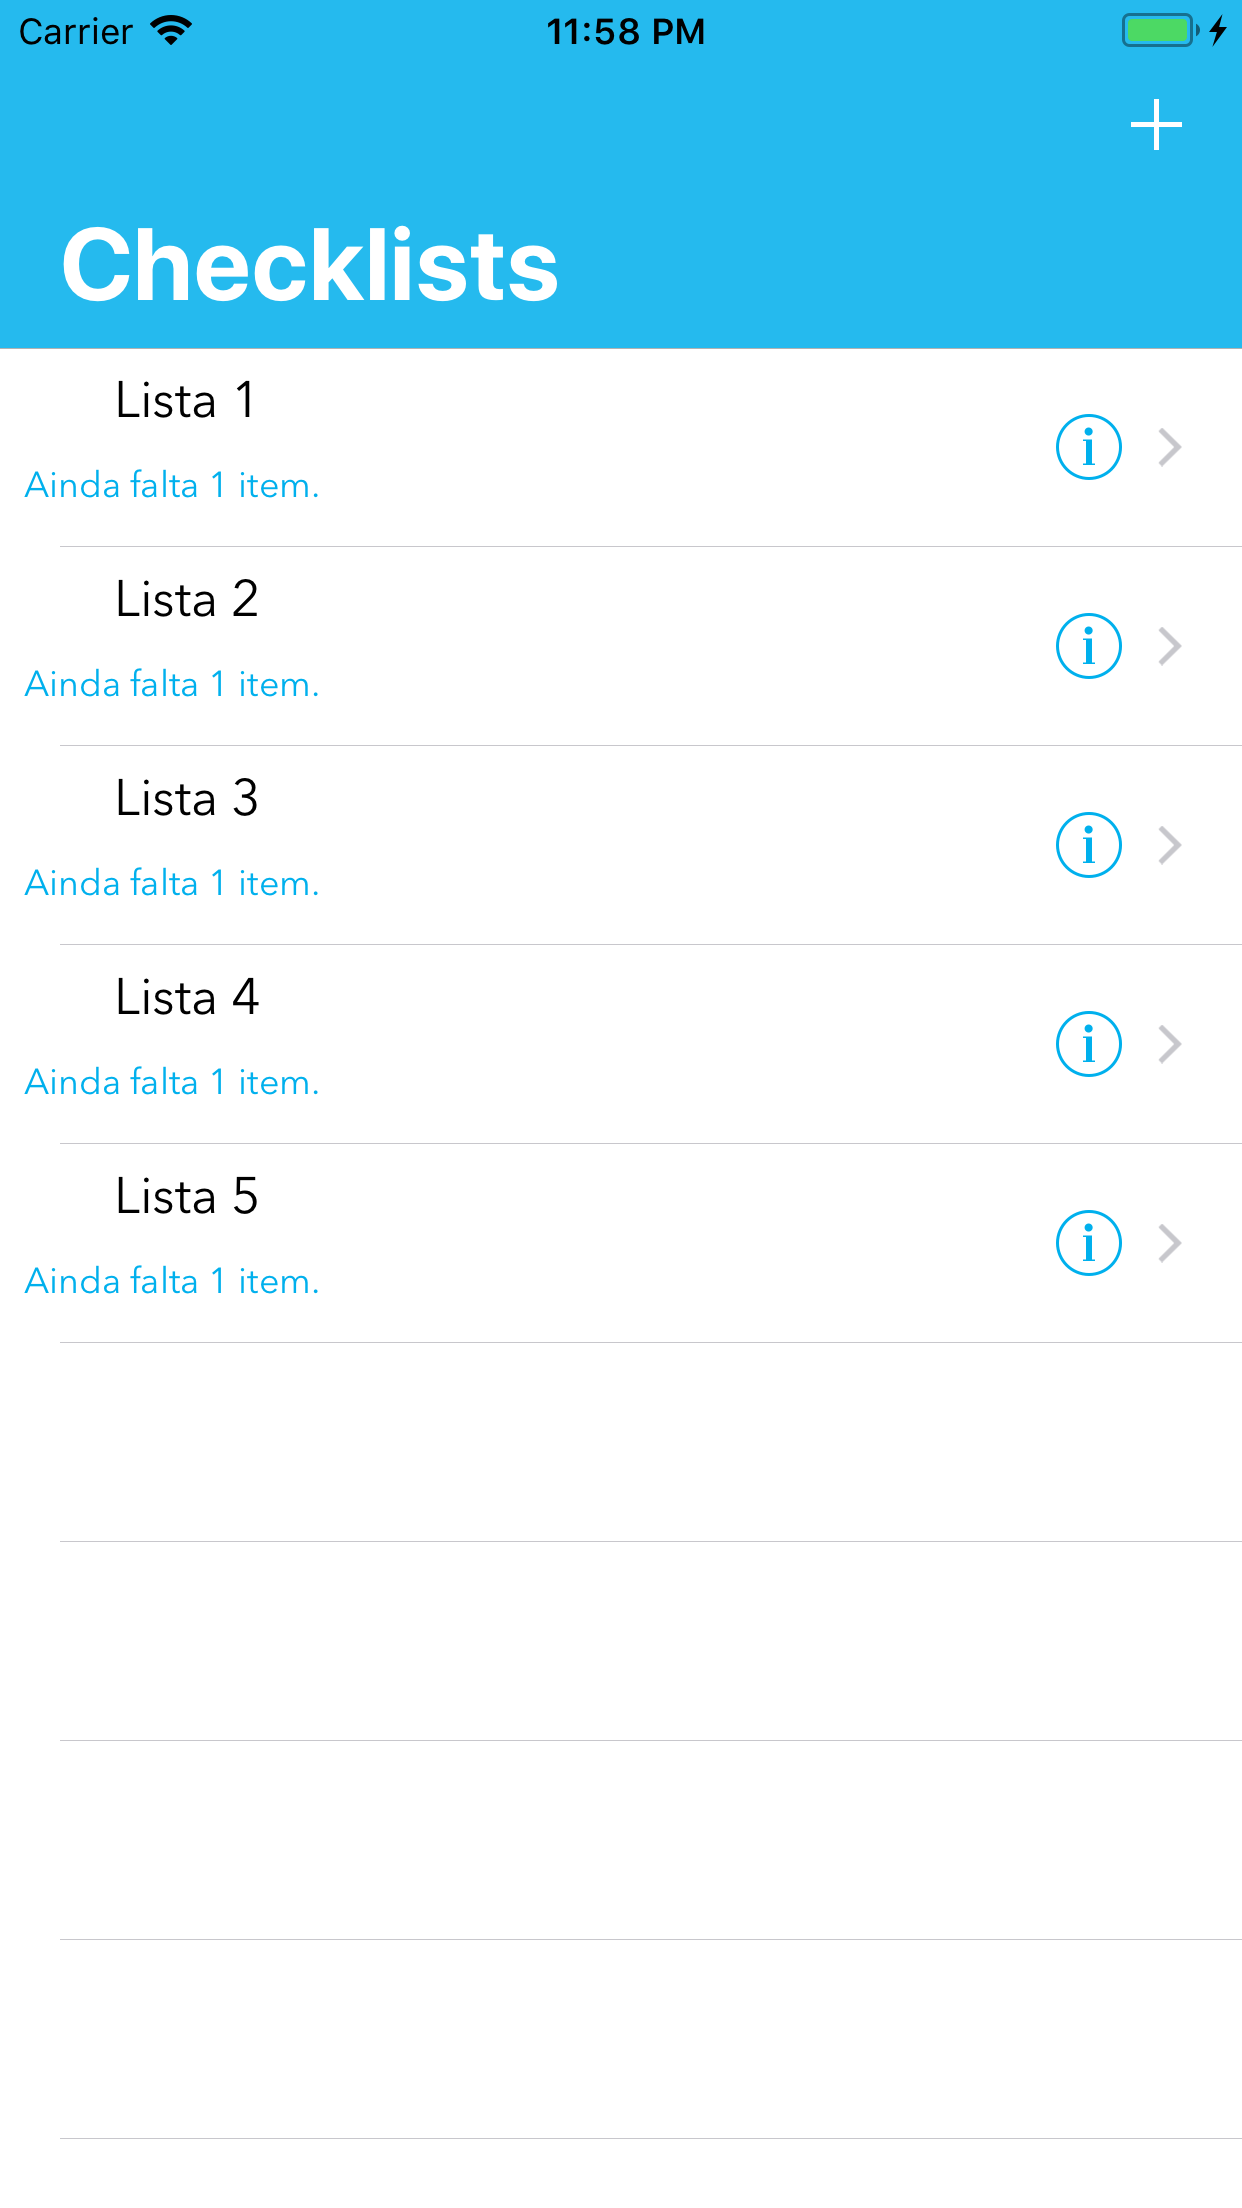 Carrier 11:58 PM
Checklists
Lista 1
Ainda falta 1 item.
Lista 2
Ainda falta 1 item.
Lista 3
Ainda falta 1 item.
Lista 4
Ainda falta 1 item.
Lista 5
Ainda falta 1 item.